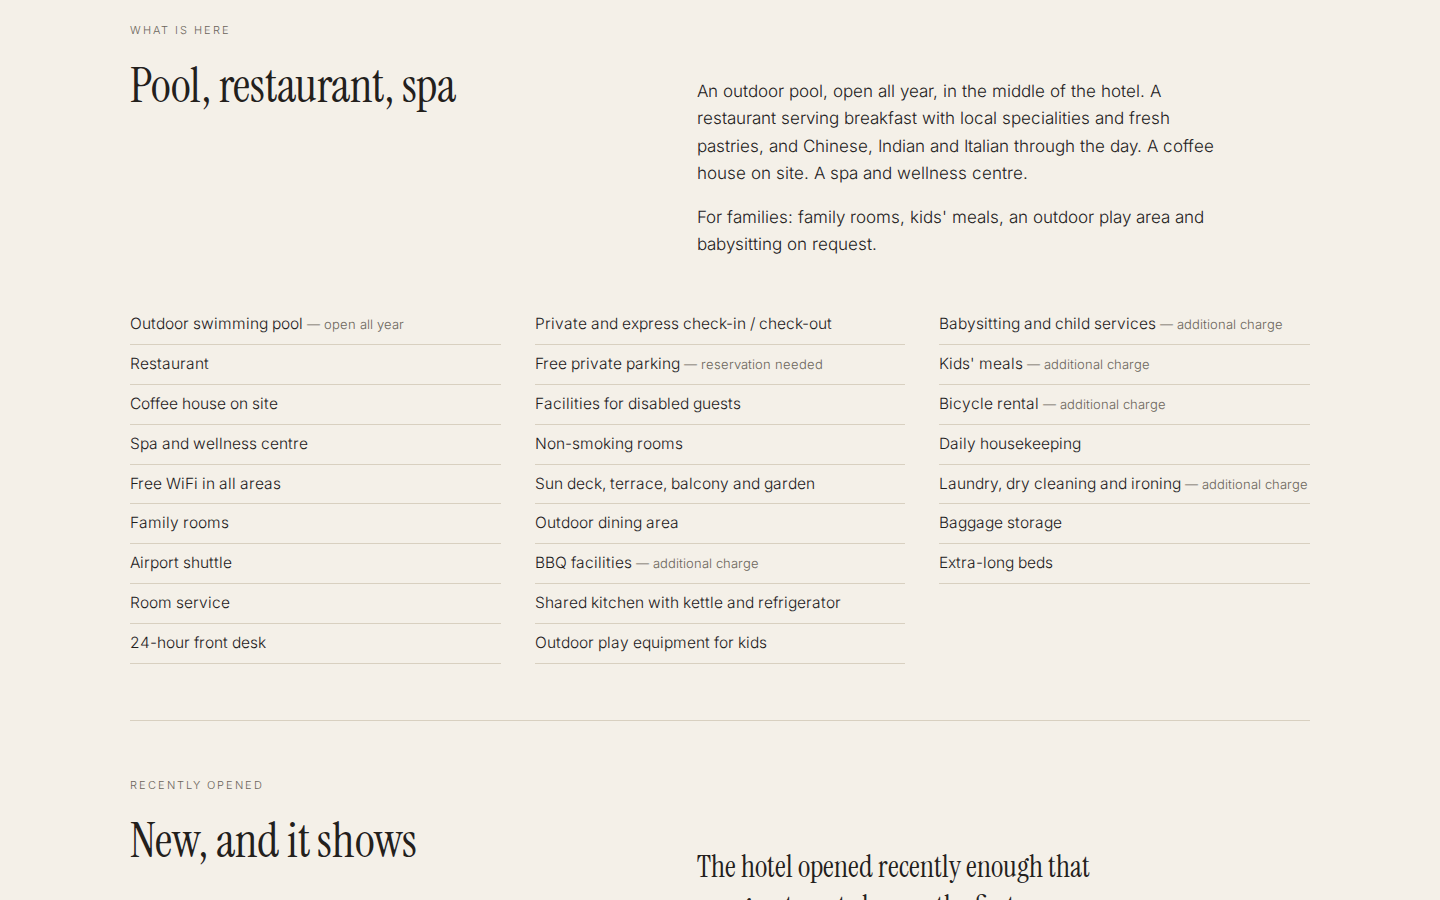 WHAT IS HERE
Pool, restaurant, spa
An outdoor pool, open all year, in the middle of the hotel. A
restaurant serving breakfast with local specialities and fresh
pastries, and Chinese, Indian and Italian through the day. A coffee
house on site. A spa and wellness centre.
For families: family rooms, kids' meals, an outdoor play area and
babysitting on request.
Outdoor swimming pool — open all year
Restaurant
Coffee house on site
Spa and wellness centre
Free WiFi in all areas
Family rooms
Airport shuttle
Room service
24-hour front desk
Private and express check-in / check-out
Free private parking — reservation needed
Facilities for disabled guests
Non-smoking rooms
Sun deck, terrace, balcony and garden
Outdoor dining area
BBQ facilities — additional charge
Shared kitchen with kettle and refrigerator
Outdoor play equipment for kids
Babysitting and child services — additional charge
Kids' meals — additional charge
Bicycle rental — additional charge
Daily housekeeping
Laundry, dry cleaning and ironing — additional charge
Baggage storage
Extra-long beds
RECENTLY OPENED
New, and it shows
The hotel opened recently enough that